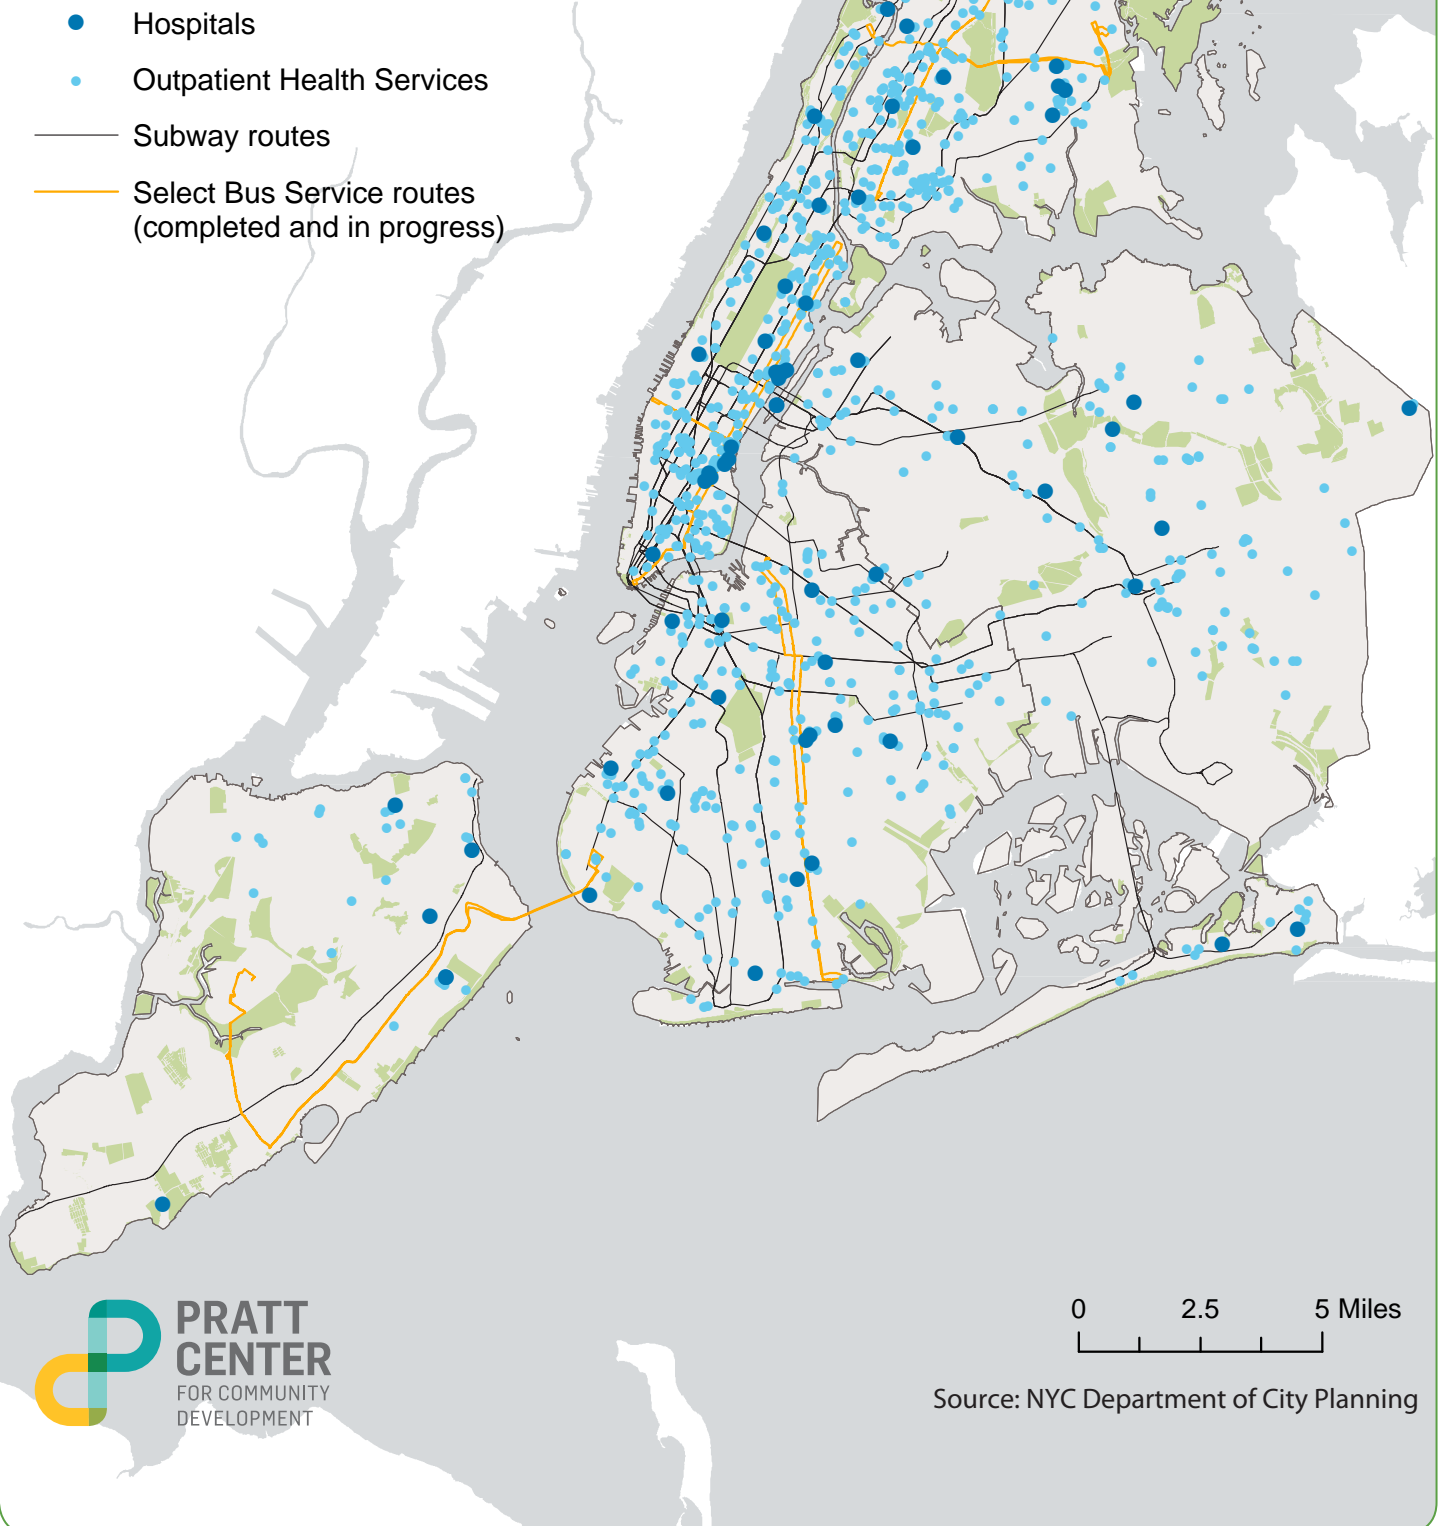 Hospitals
Outpatient Health Services
Subway routes
Select Bus Service routes
(completed and in progress)
0 2.5 5 Miles
Source: NYC Department of City Planning
PRATT
CENTER
FOR COMMUNITY
DEVELOPMENT